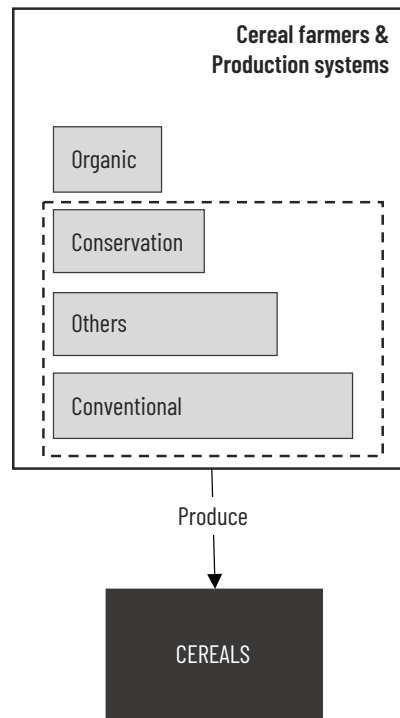 Cereal farmers &
Production systems
Organic
Conservation
Others
Conventional
Produce
CEREALS